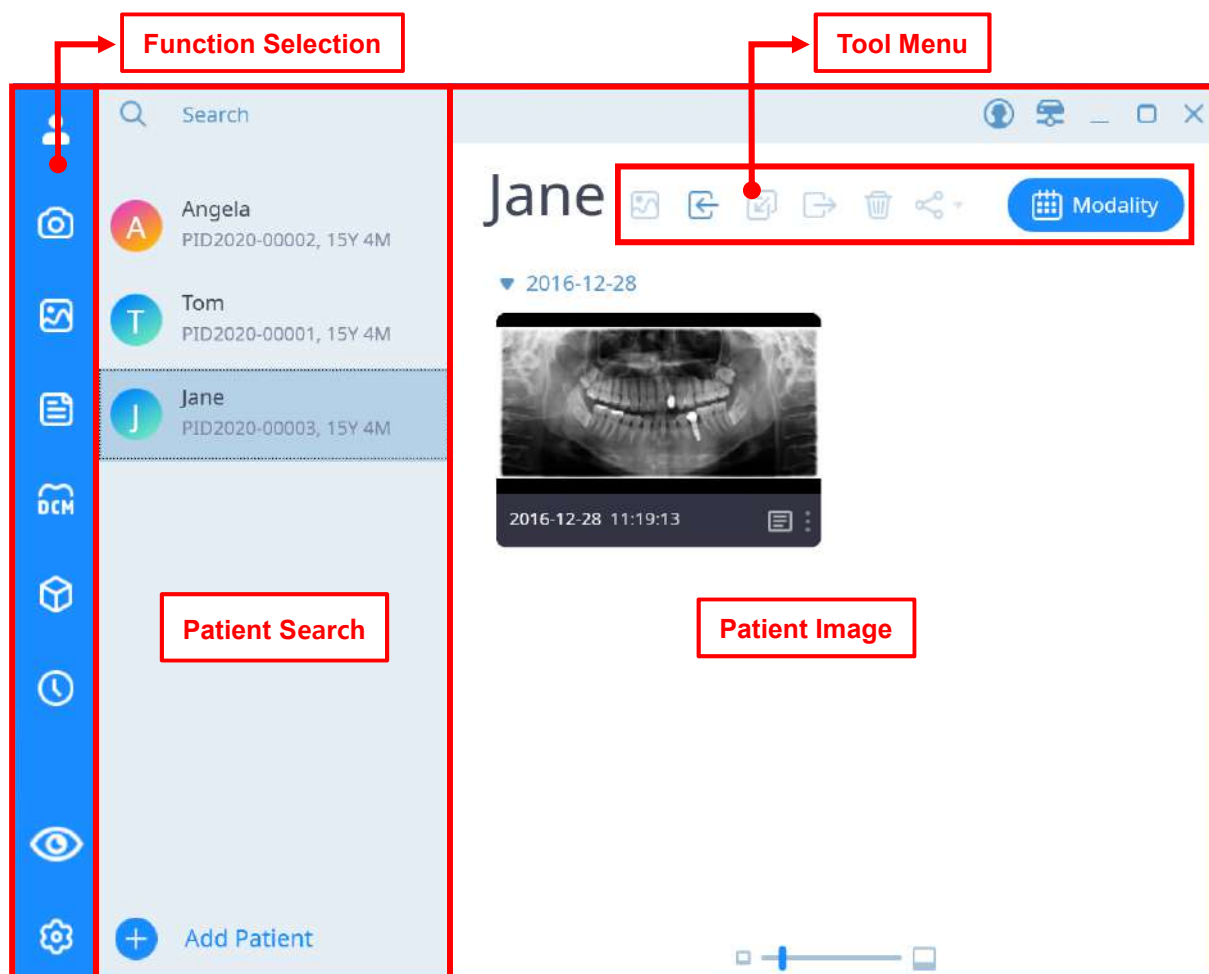 Function Selection
Tool Menu
Search
Jane
Modality
Angela
PID2020-00002, 15Y 4M
A
Tom
PID2020-00001, 15Y 4M
T
Jane
PID2020-00003, 15Y 4M
J
2016-12-28
2016-12-28 11:19:13
DCM
Patient Search
Patient Image
Add Patient